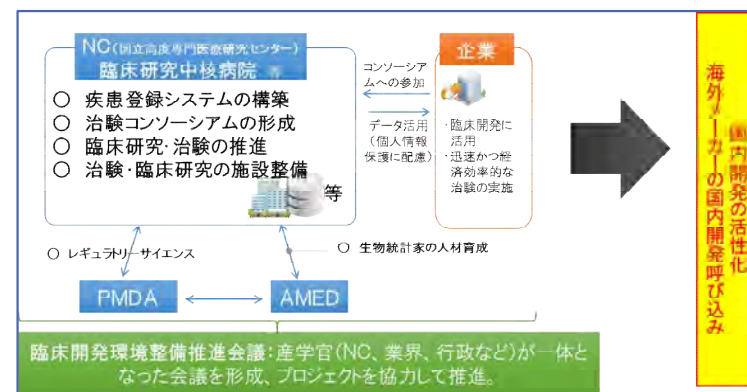 NC(国立高度専門医療研究センター)
臨床研究中核病院 等
○ 疾患登録システムの構築
○ 治験コンソーシアムの形成
○ 臨床研究・治験の推進
○ 治験・臨床研究の施設整備
等
コンソーシア
ムへの参加
データ活用
(個人情報
保護に配慮)
企業
・臨床開発に
活用
・迅速かつ経
済効率的な
治験の実施
○ レギュラトリーサイエンス
○ 生物統計家の人材育成
PMDA
AMED
臨床開発環境整備推進会議:産学官(NC、業界、行政など)が一体と
なった会議を形成、プロジェクトを協力して推進。
国内開発の活性化
海外メーカーの国内開発呼び込み